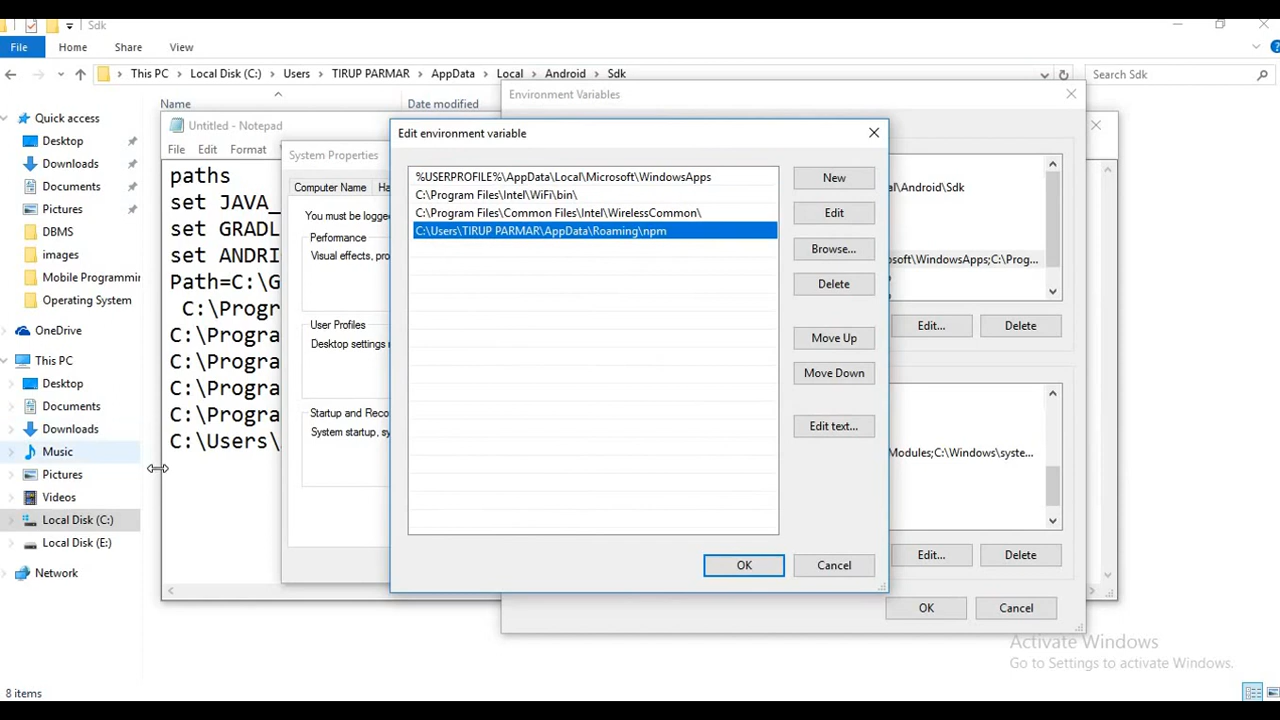 Sdk
File Home Share View
This PC Local Disk (C:) Users TIRUP PARMAR AppData Local Android Sdk
Search Sdk
Name
Date modified
Quick access
Desktop
Downloads
Documents
Pictures
DBMS
images
Mobile Programmin
Operating System
OneDrive
This PC
Desktop
Documents
Downloads
Music
Pictures
Videos
Local Disk (C:)
Local Disk (E:)
Network
8 items
Untitled - Notepad
File Edit Format
paths
set JAVA_
set GRADL
set ANDRI
Path=C:\G
C:\Progr
C:\Progra
C:\Progra
C:\Progra
C:\Progra
C:\Users\
System Properties
Computer Name Ha
You must be logge
Performance
Visual effects, pro
User Profiles
Desktop settings r
Startup and Reco
System startup, sy
Environment Variables
al\Android\Sdk
osoft\WindowsApps;C:\Prog...
Edit... Delete
Modules;C:\Windows\syste...
Edit... Delete
OK Cancel
Edit environment variable
%USERPROFILE%\AppData\Local\Microsoft\WindowsApps
C:\Program Files\Intel\WiFi\bin\
C:\Program Files\Common Files\Intel\WirelessCommon\
C:\Users\TIRUP PARMAR\AppData\Roaming\npm
New
Edit
Browse...
Delete
Move Up
Move Down
Edit text...
OK Cancel
Activate Windows
Go to Settings to activate Windows.